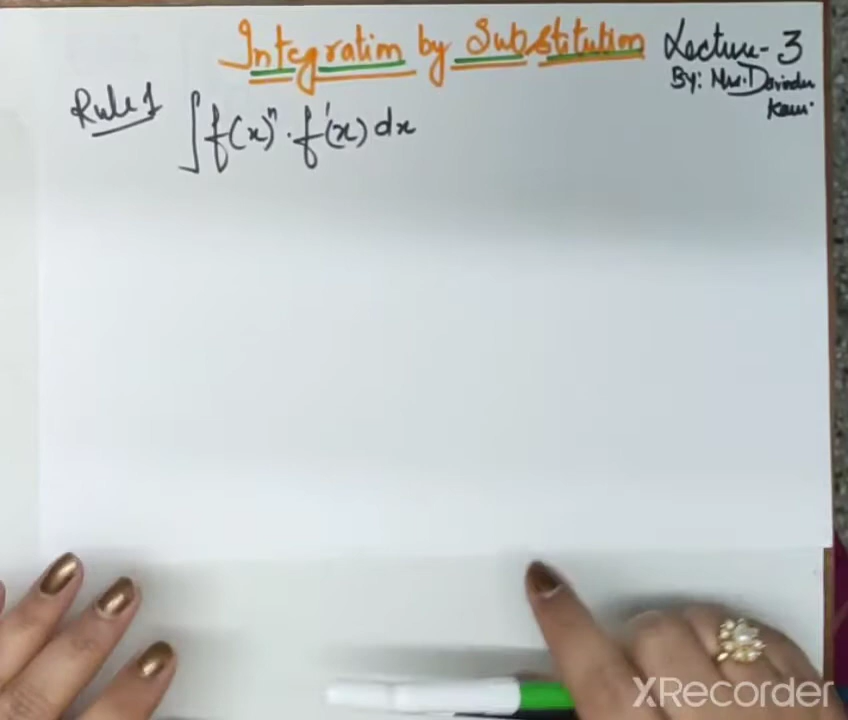 Integration by Substitution Lecture-3
By: Mrs. Davinder
Kaur.
Rule 1 ∫f(x)ⁿ · f'(x) dx
XRecorder